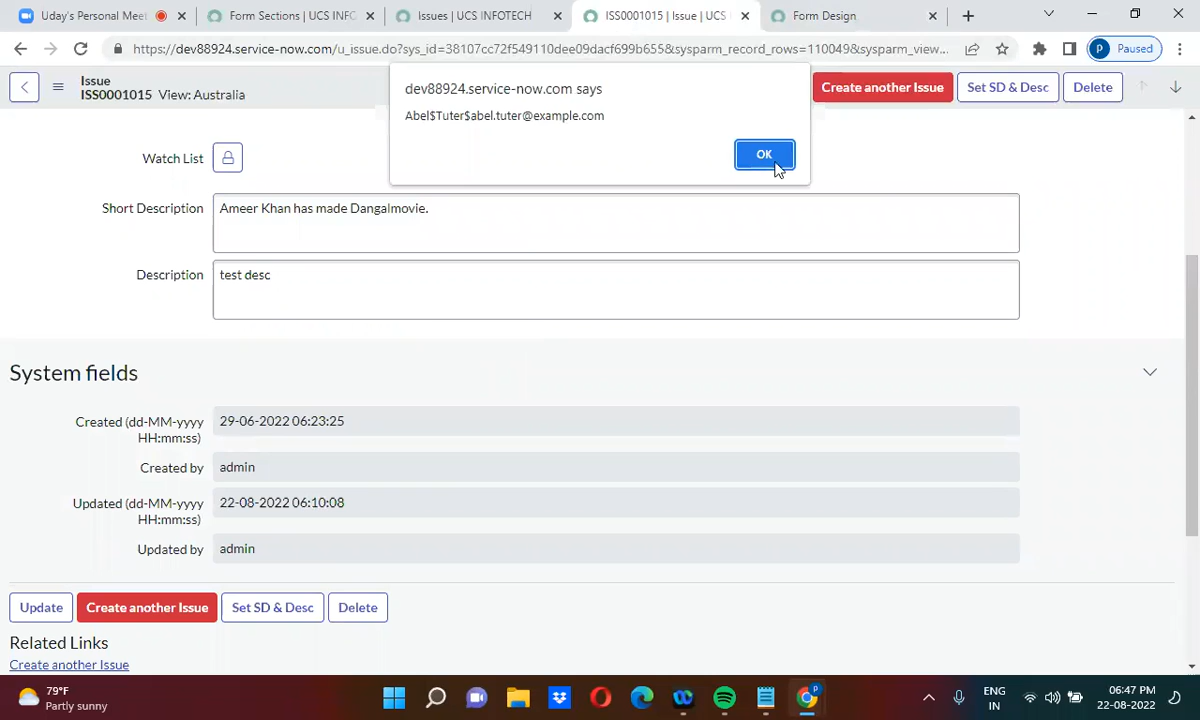 Uday's Personal Meet
Form Sections | UCS INFO
Issues | UCS INFOTECH
ISS0001015 | Issue | UCS
Form Design
https://dev88924.service-now.com/u_issue.do?sys_id=38107cc72f549110dee09dacf699b655&sysparm_record_rows=110049&sysparm_view...
P Paused
Issue
ISS0001015 View: Australia
Create another Issue
Set SD & Desc
Delete
dev88924.service-now.com says
Abel$Tuter$abel.tuter@example.com
OK
Watch List
Short Description
Ameer Khan has made Dangalmovie.
Description
test desc
System fields
Created (dd-MM-yyyy
HH:mm:ss)
29-06-2022 06:23:25
Created by
admin
Updated (dd-MM-yyyy
HH:mm:ss)
22-08-2022 06:10:08
Updated by
admin
Update
Create another Issue
Set SD & Desc
Delete
Related Links
Create another Issue
79°F
Partly sunny
P
ENG
IN
06:47 PM
22-08-2022